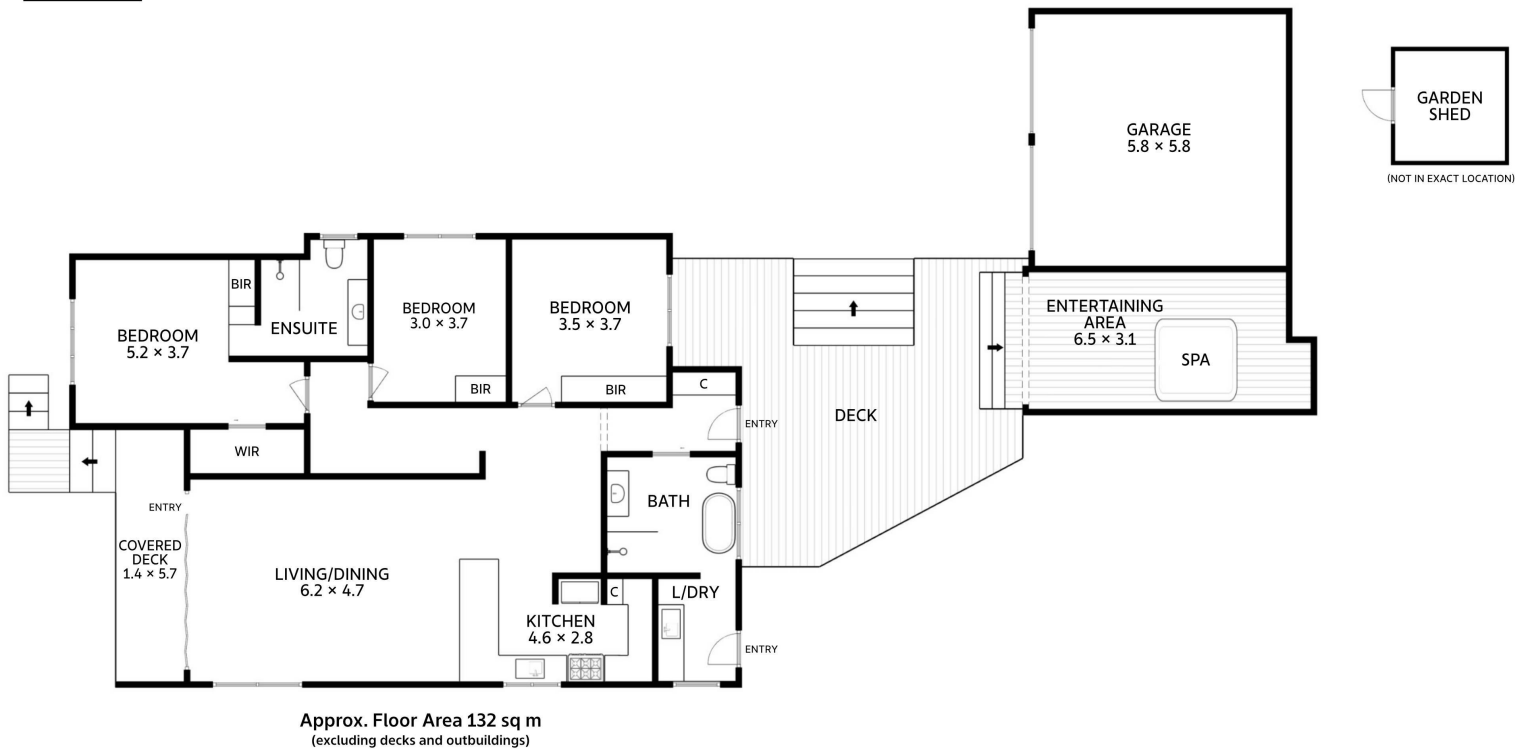 GARAGE
5.8 × 5.8
GARDEN
SHED
(NOT IN EXACT LOCATION)
BIR
BEDROOM
5.2 × 3.7
ENSUITE
BEDROOM
3.0 × 3.7
BIR
BEDROOM
3.5 × 3.7
BIR
C
ENTRY
DECK
ENTERTAINING
AREA
6.5 × 3.1
SPA
WIR
ENTRY
COVERED
DECK
1.4 × 5.7
LIVING/DINING
6.2 × 4.7
BATH
C
L/DRY
KITCHEN
4.6 × 2.8
ENTRY
Approx. Floor Area 132 sq m
(excluding decks and outbuildings)